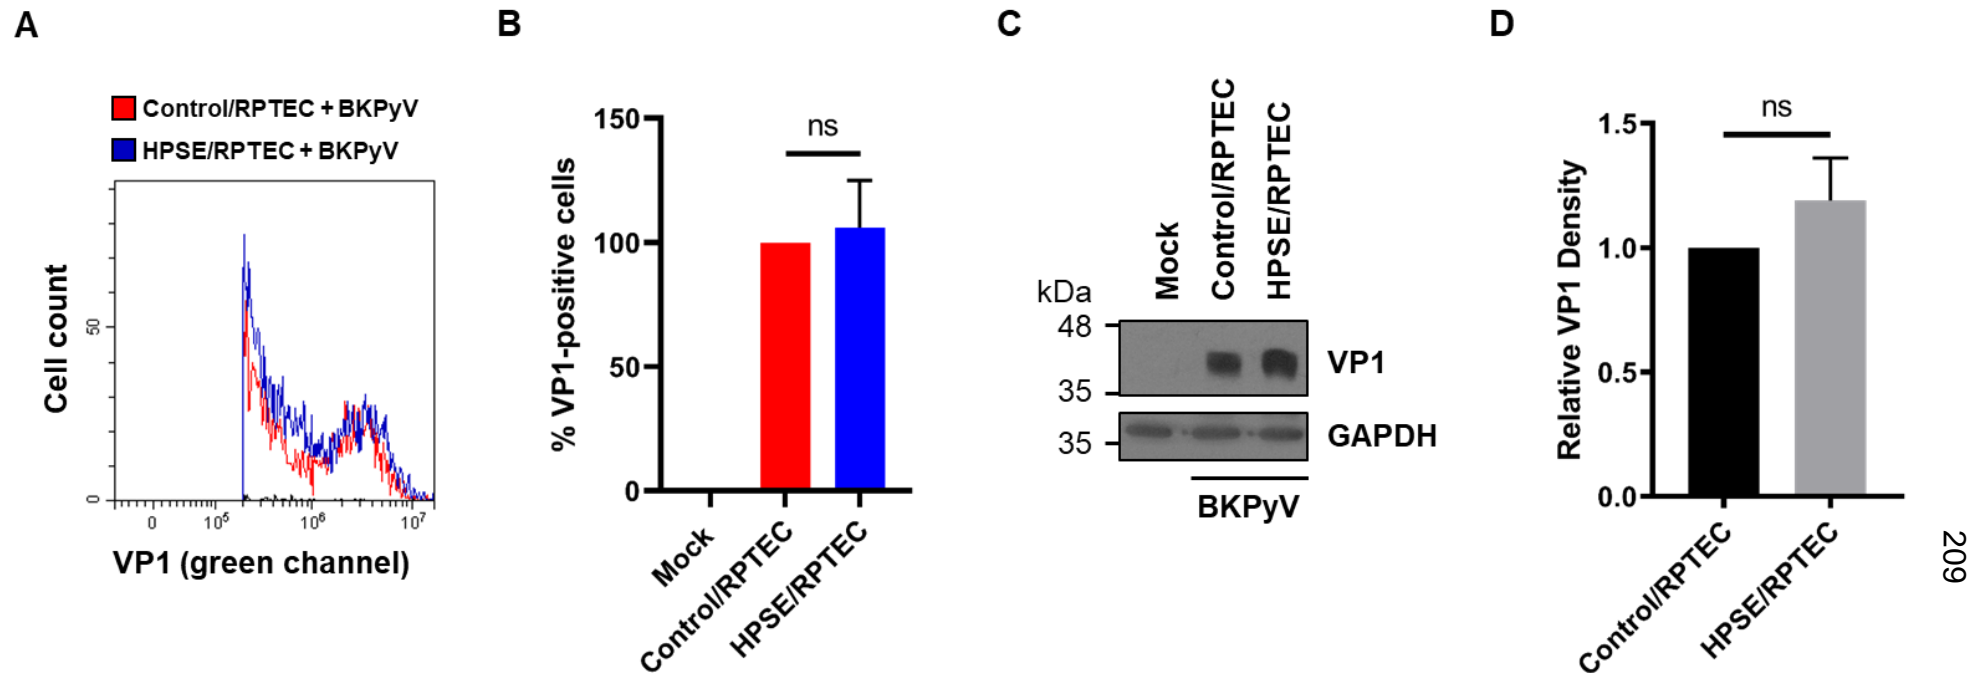 A
Control/RPTEC + BKPyV
HPSE/RPTEC + BKPyV
Cell count
50
0
0
10⁵
10⁶
10⁷
VP1 (green channel)
B
% VP1-positive cells
150
100
50
0
ns
Mock
Control/RPTEC
HPSE/RPTEC
C
kDa
Mock
Control/RPTEC
HPSE/RPTEC
48
35
VP1
35
GAPDH
BKPyV
D
Relative VP1 Density
1.5
1.0
0.5
0.0
ns
Control/RPTEC
HPSE/RPTEC
209